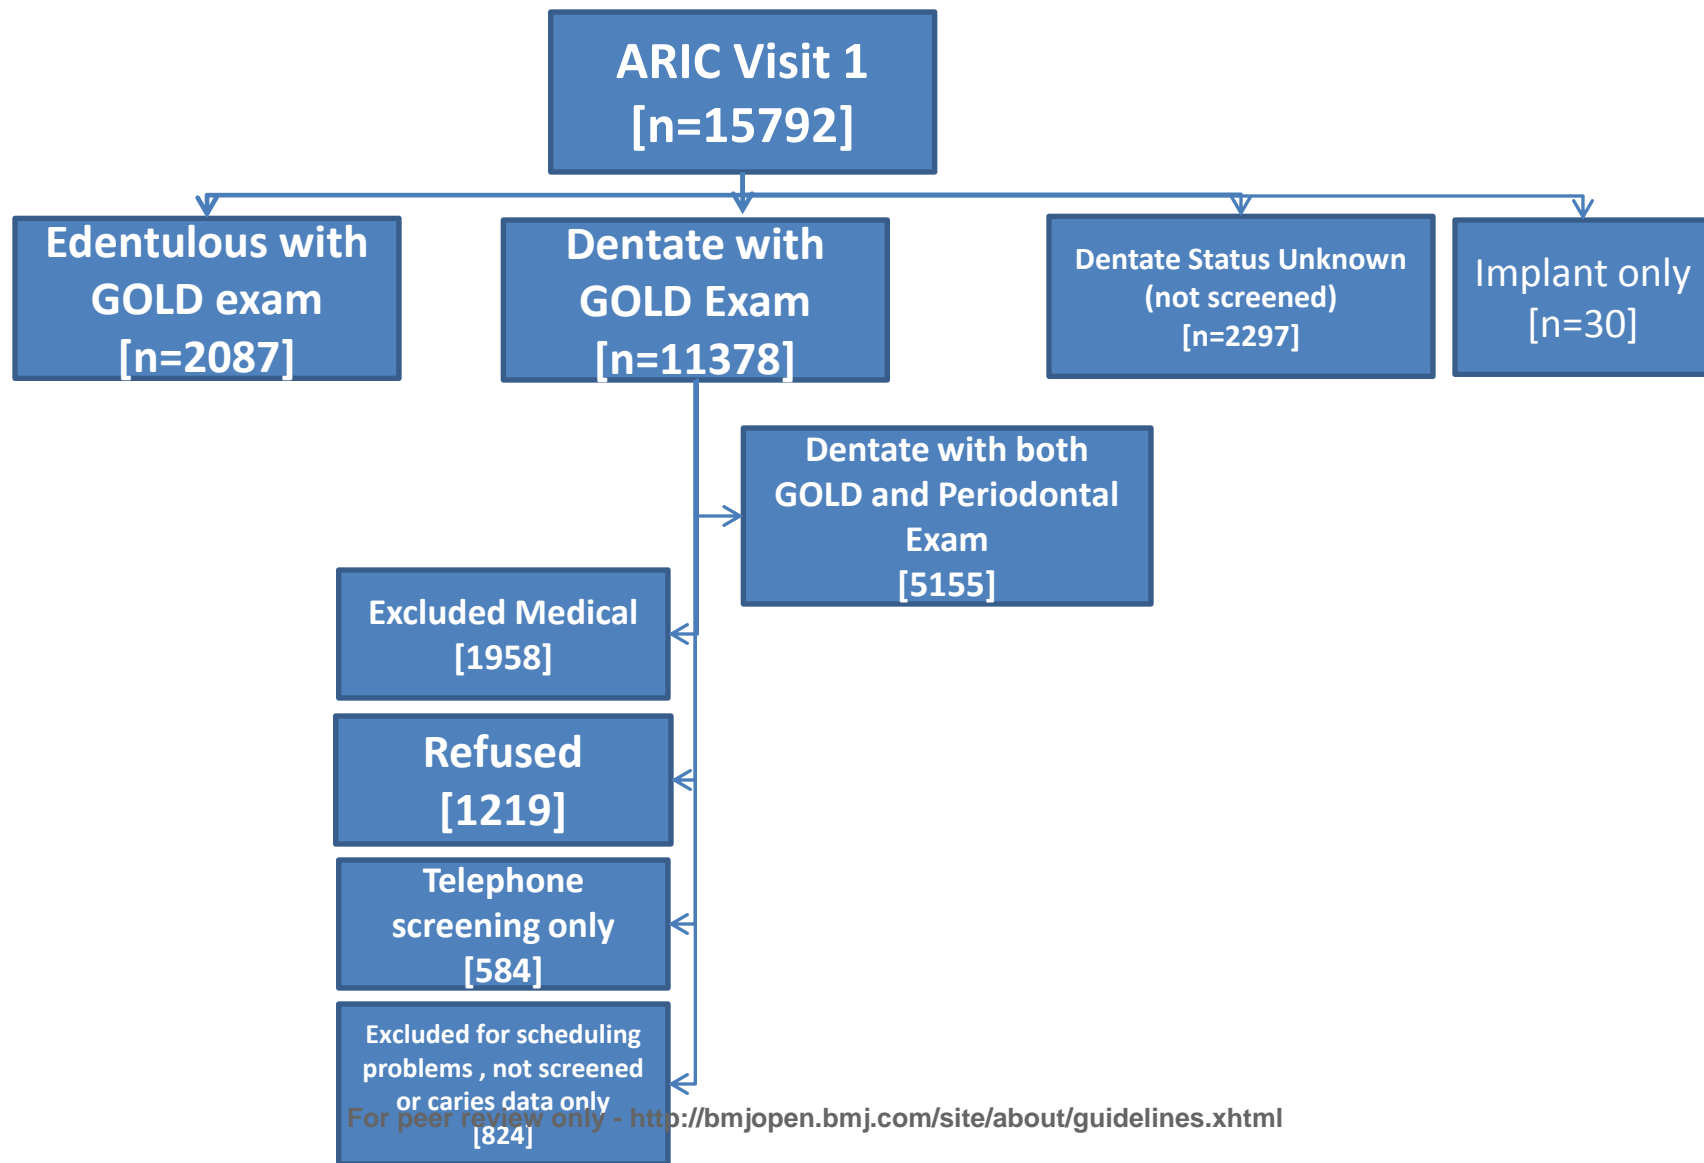 ARIC Visit 1
[n=15792]
Edentulous with
GOLD exam
[n=2087]
Dentate with
GOLD Exam
[n=11378]
Dentate Status Unknown
(not screened)
[n=2297]
Implant only
[n=30]
Dentate with both
GOLD and Periodontal
Exam
[5155]
Excluded Medical
[1958]
Refused
[1219]
Telephone
screening only
[584]
Excluded for scheduling
problems , not screened
or caries data only
[824]
For peer review only - http://bmjopen.bmj.com/site/about/guidelines.xhtml